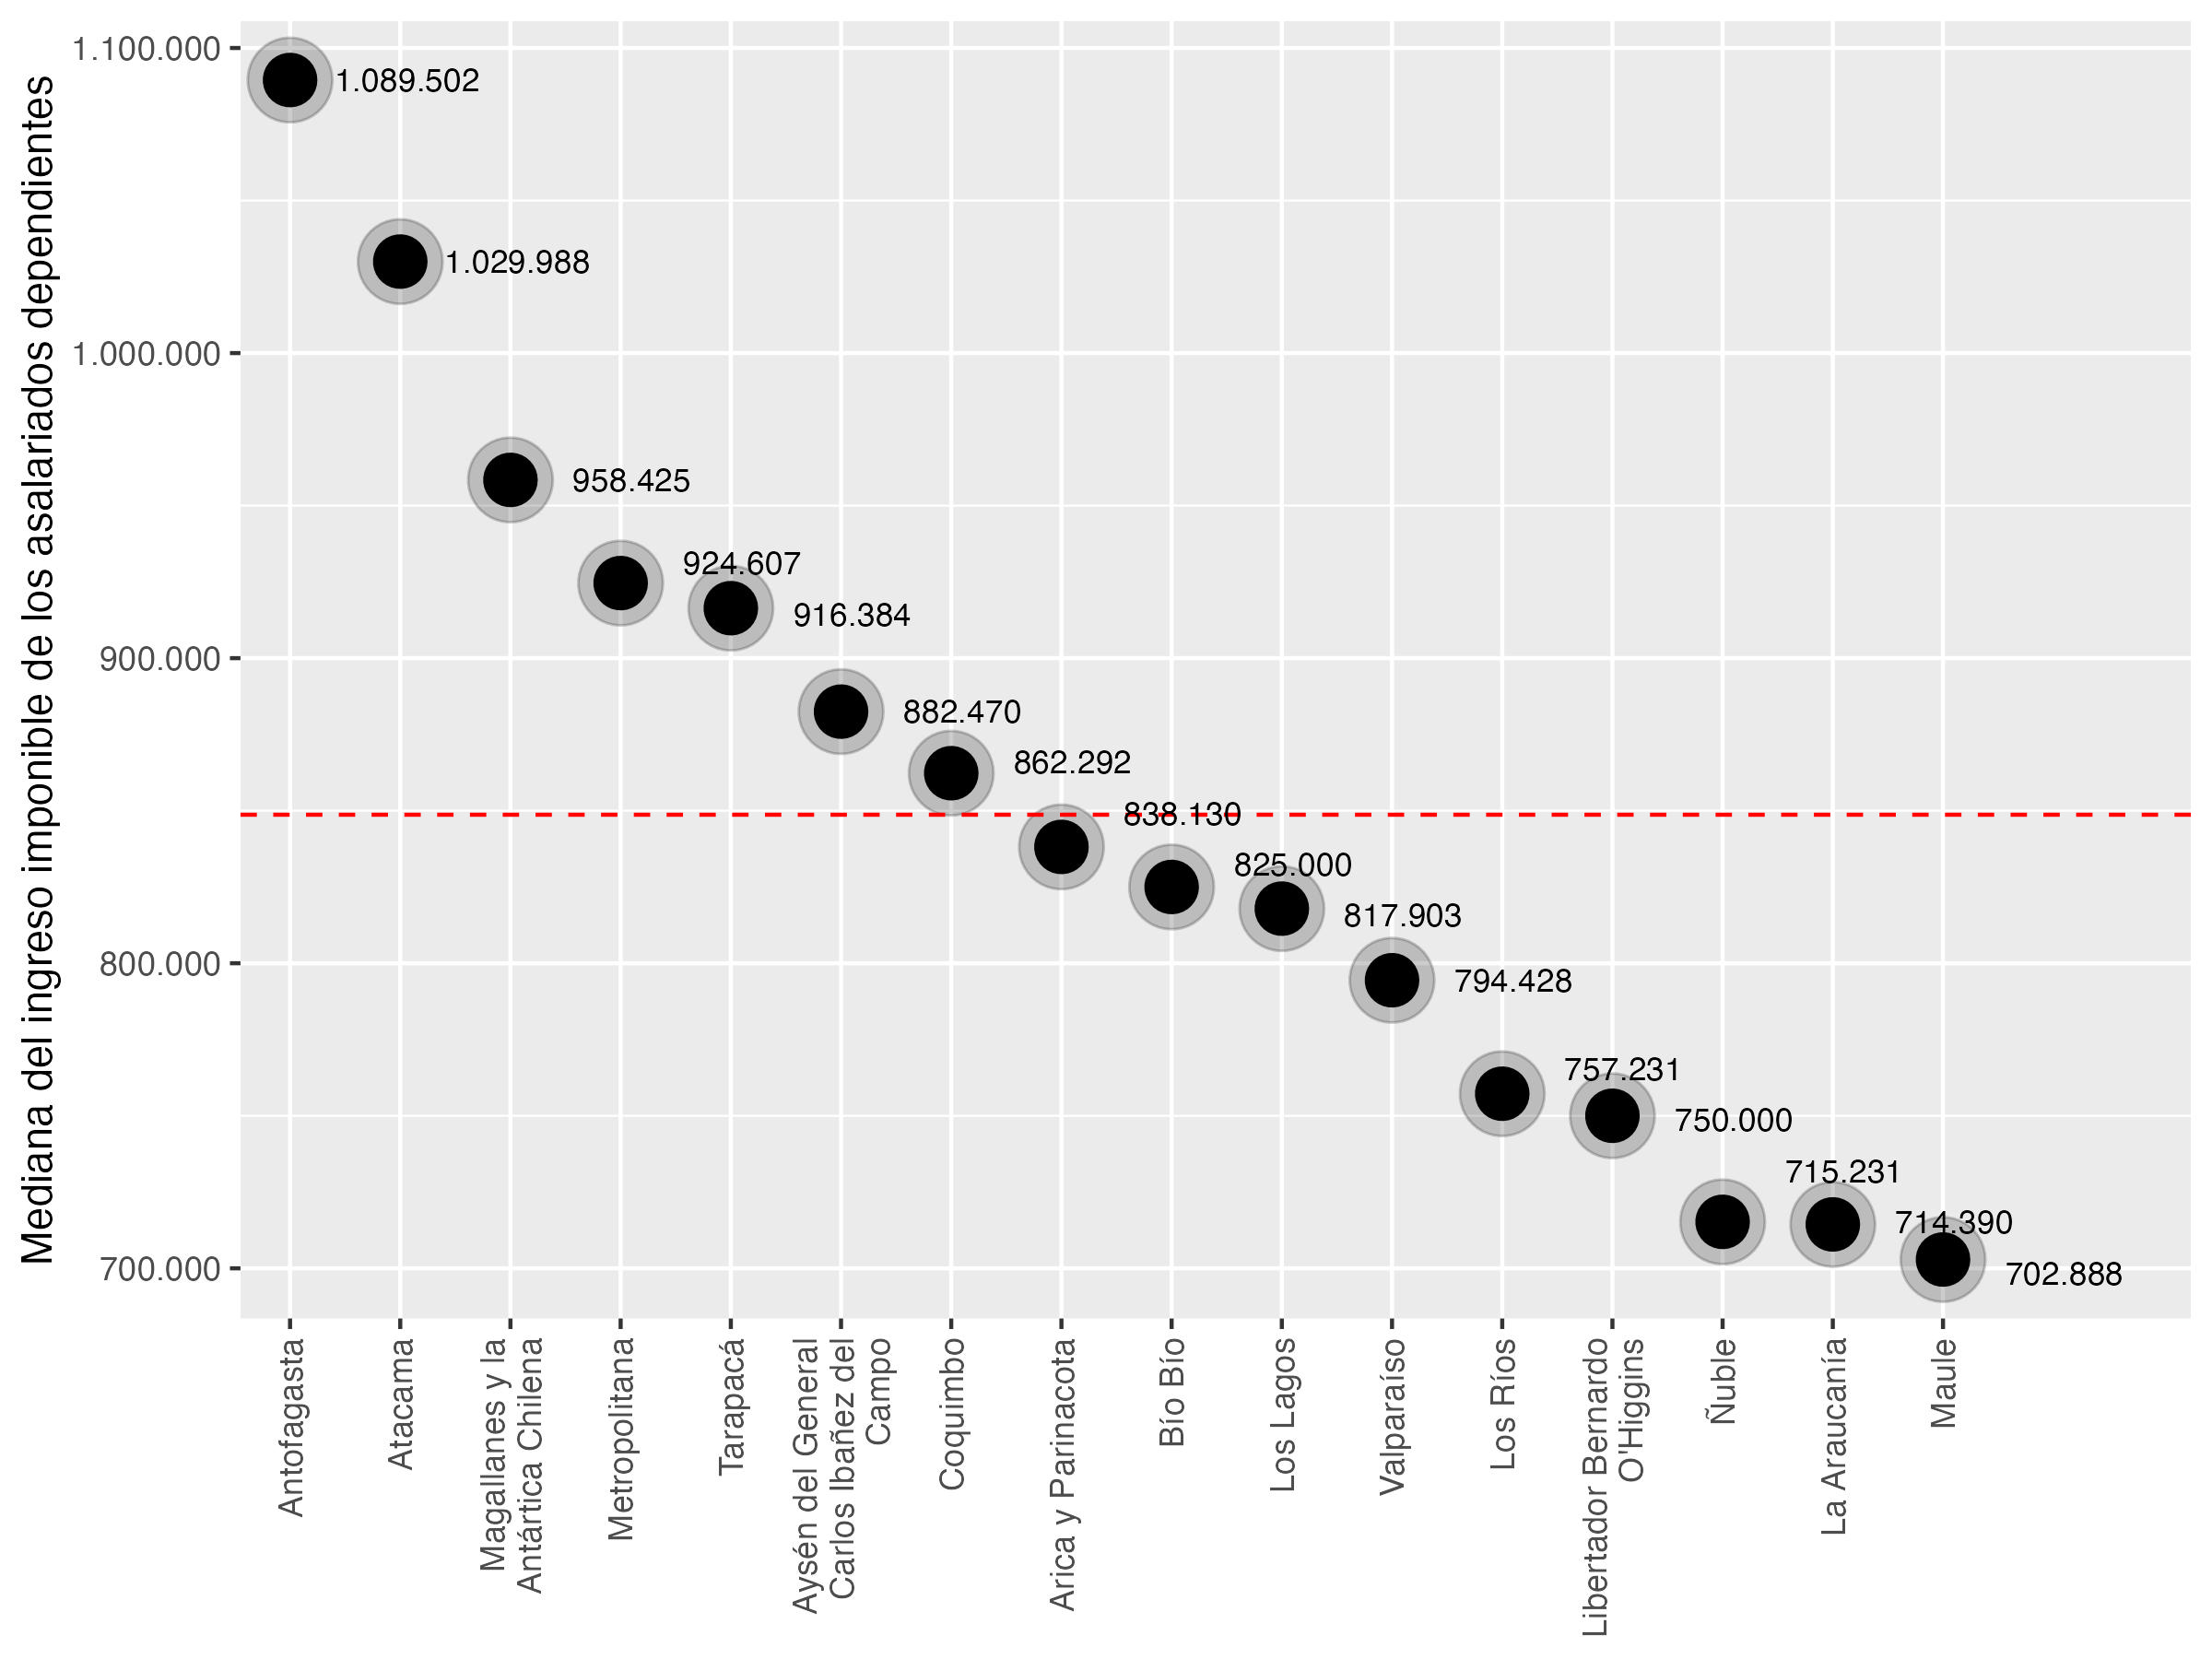 Mediana del ingreso imponible de los asalariados dependientes
1.100.000
1.000.000
900.000
800.000
700.000
1.089.502
1.029.988
958.425
924.607
916.384
882.470
862.292
838.130
825.000
817.903
794.428
757.231
750.000
715.231
714.390
702.888
Antofagasta
Atacama
Magallanes y la
Antártica Chilena
Metropolitana
Tarapacá
Aysén del General
Carlos Ibañez del
Campo
Coquimbo
Arica y Parinacota
Bío Bío
Los Lagos
Valparaíso
Los Ríos
Libertador Bernardo
O'Higgins
Ñuble
La Araucanía
Maule